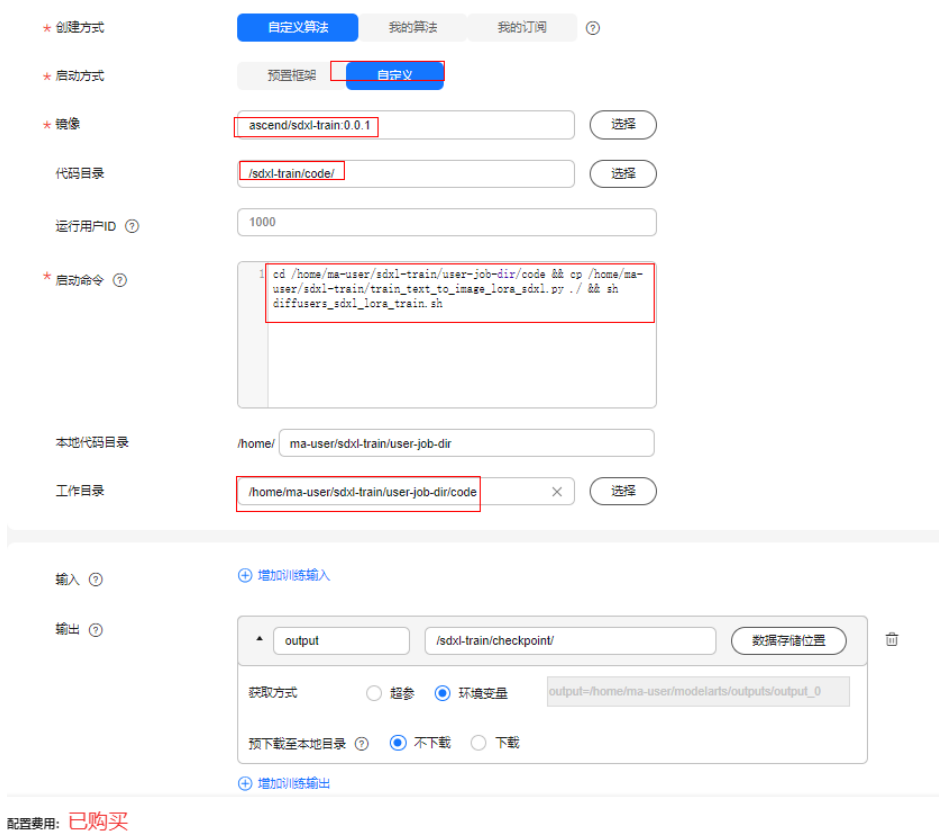 * 创建方式 自定义算法 我的算法 我的订阅 ?
* 启动方式 预置框架 自定义
* 镜像 ascend/sdxl-train:0.0.1 选择
代码目录 /sdxl-train/code/ 选择
运行用户ID ? 1000
* 启动命令 ? 1 cd /home/ma-user/sdxl-train/user-job-dir/code && cp /home/ma-
user/sdxl-train/train_text_to_image_lora_sdxl.py ./ && sh
diffusers_sdxl_lora_train.sh
本地代码目录 /home/ ma-user/sdxl-train/user-job-dir
工作目录 /home/ma-user/sdxl-train/user-job-dir/code 选择
输入 ? 增加训练输入
输出 ? output /sdxl-train/checkpoint/ 数据存储位置
获取方式 超参 环境变量 output=/home/ma-user/modelarts/outputs/output_0
预下载至本地目录 ? 不下载 下载
增加训练输出
配置费用: 已购买